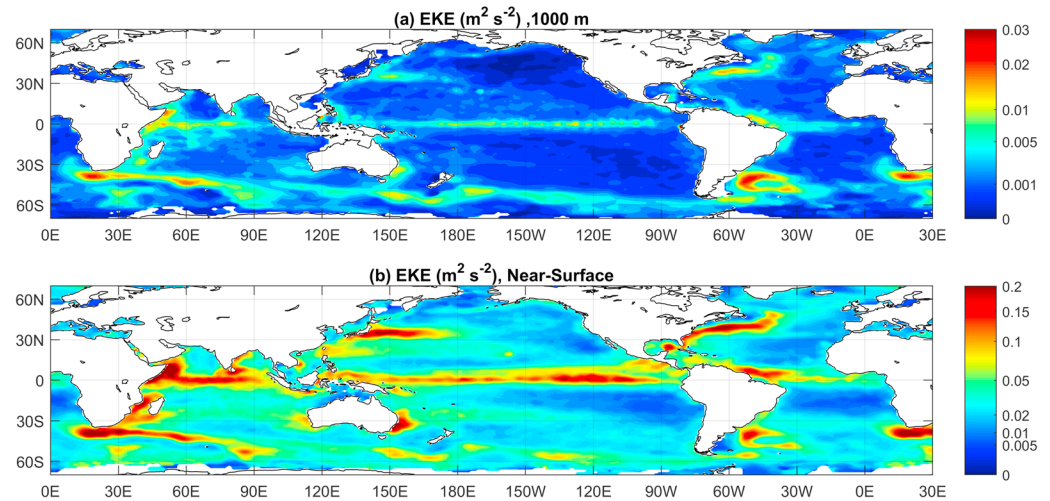 (a) EKE (m² s⁻²) ,1000 m
60N
30N
0
30S
60S
0E 30E 60E 90E 120E 150E 180E 150W 120W 90W 60W 30W 0E 30E
0.03
0.02
0.01
0.005
0.001
0
(b) EKE (m² s⁻²), Near-Surface
60N
30N
0
30S
60S
0E 30E 60E 90E 120E 150E 180E 150W 120W 90W 60W 30W 0E 30E
0.2
0.15
0.1
0.05
0.02
0.01
0.005
0